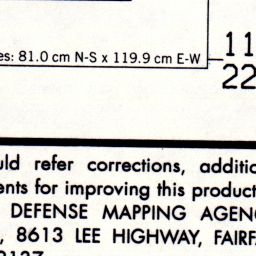 es: 81.0 cm N-S x 119.9 cm E-W
11
22
uld refer corrections, additic
ents for improving this product
DEFENSE MAPPING AGENC
, 8613 LEE HIGHWAY, FAIRF